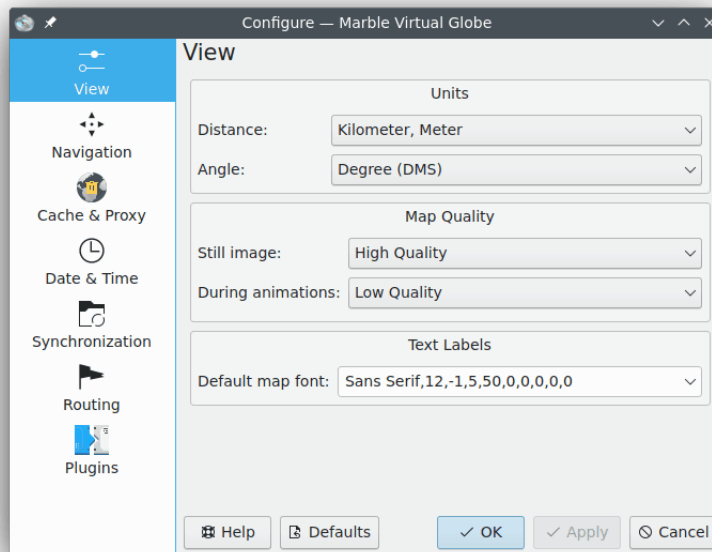 Configure — Marble Virtual Globe
View
Navigation
Cache & Proxy
Date & Time
Synchronization
Routing
Plugins
View
Units
Distance: Kilometer, Meter
Angle: Degree (DMS)
Map Quality
Still image: High Quality
During animations: Low Quality
Text Labels
Default map font: Sans Serif,12,-1,5,50,0,0,0,0,0
Help Defaults OK Apply Cancel